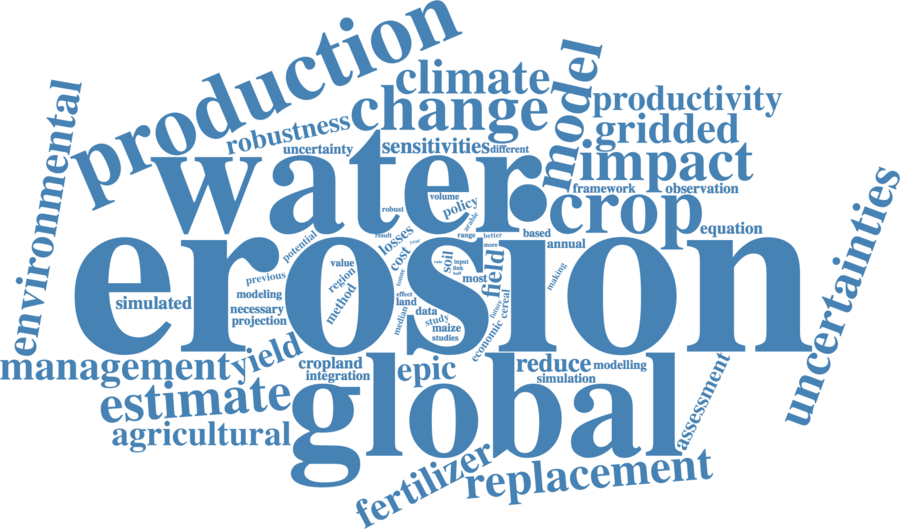 production
climate
change
model
productivity
gridded
impact
robustness
uncertainty
sensitivities
different
environmental
water
framework
observation
crop
equation
uncertainties
volume
policy
robust
arable
result
losses
range
better
based
annual
more
year
cost
potential
erosion
value
region
previous
method
modeling
simulated
necessary
projection
soil
input
link
half
most
field
making
tonne
effect
land
median
data
study
maize
studies
future
cereal
economic
management
yield
cropland
integration
epic
reduce
modelling
simulation
estimate
agricultural
global
assessment
fertilizer
replacement